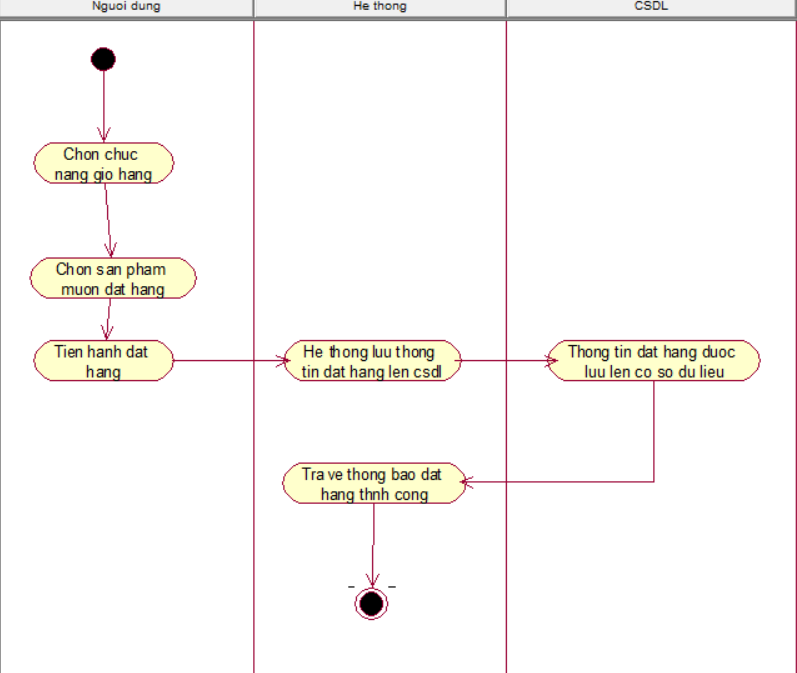 Nguoi dung
He thong
CSDL
Chon chuc
nang gio hang
Chon san pham
muon dat hang
Tien hanh dat
hang
He thong luu thong
tin dat hang len csdl
Thong tin dat hang duoc
luu len co so du lieu
Tra ve thong bao dat
hang thnh cong